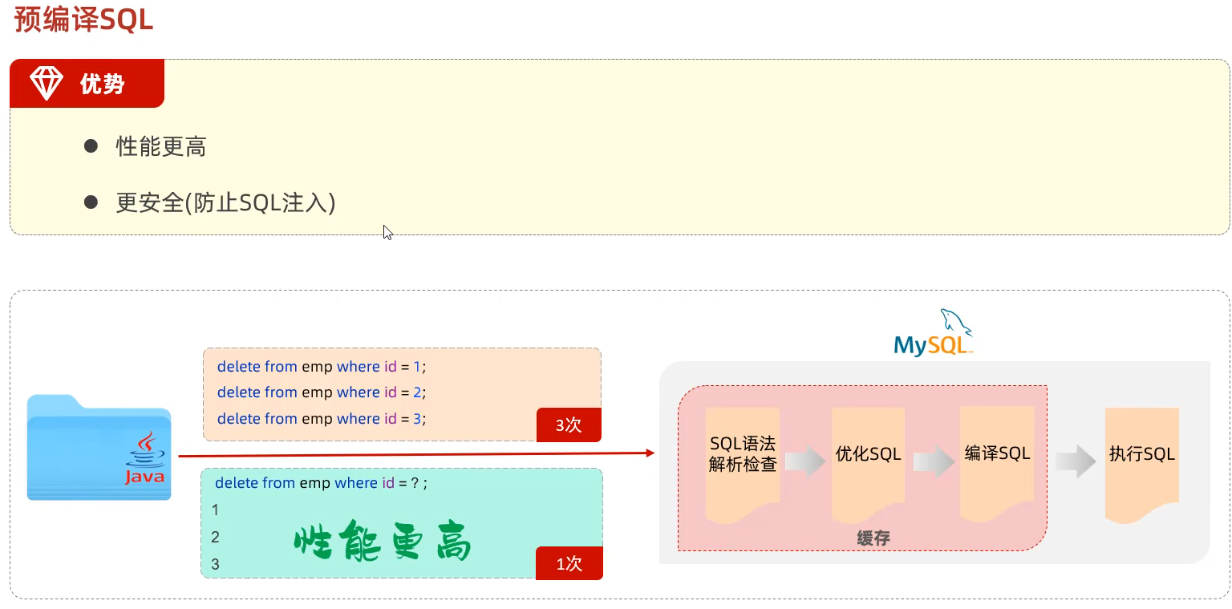 预编译SQL
优势
性能更高
更安全(防止SQL注入)
MySQL
delete from emp where id = 1;
delete from emp where id = 2;
delete from emp where id = 3;
3次
Java
delete from emp where id = ? ;
1
2
3
性能更高
1次
SQL语法
解析检查
优化SQL
编译SQL
执行SQL
缓存